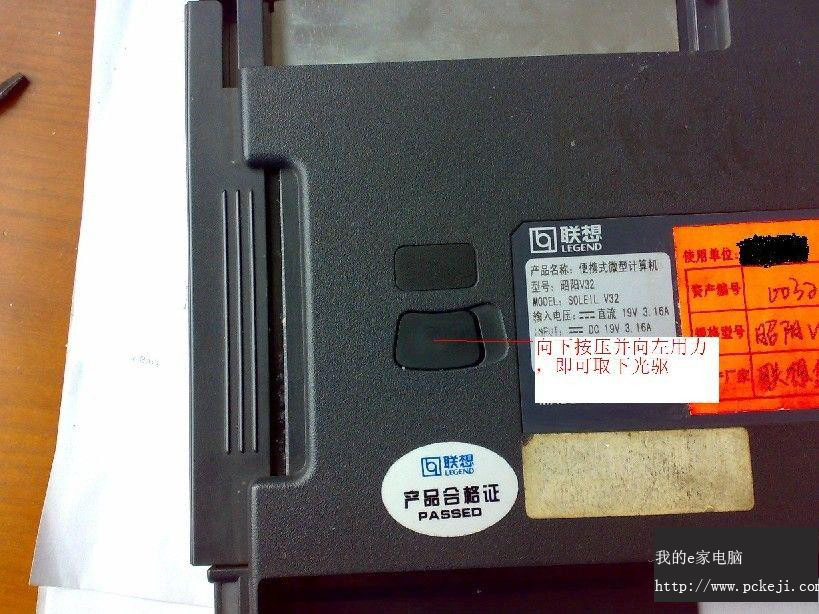 联想
LEGEND
使用单位:
产品名称: 便携式微型计算机
型号: 昭阳V32
资产编号
MODEL: SOLEIL V32
输入电压: 直流 19V 3.16A
INPUT: DC 19V 3.16A
规格型号 昭阳V
向下按压并向左用力
，即可取下光驱
厂家 联想
联想
LEGEND
产品合格证
PASSED
我的e家电脑
http://www.pckeji.com